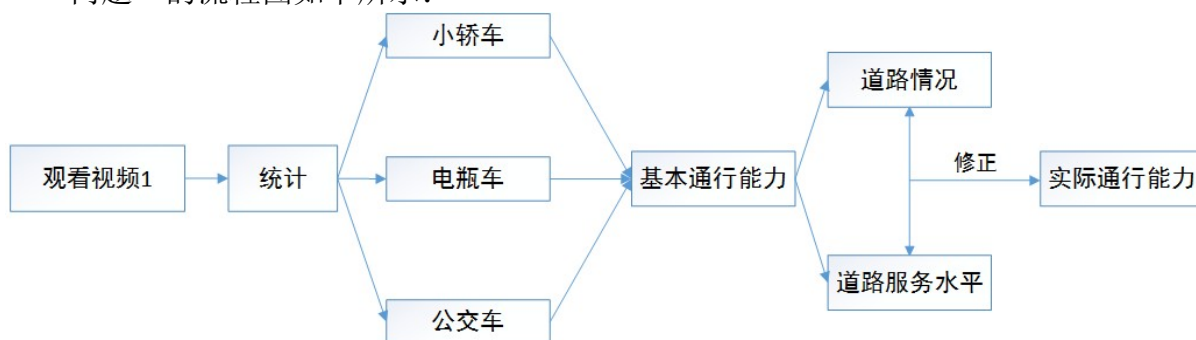 小轿车
道路情况
观看视频1
统计
电瓶车
基本通行能力
修正
实际通行能力
道路服务水平
公交车